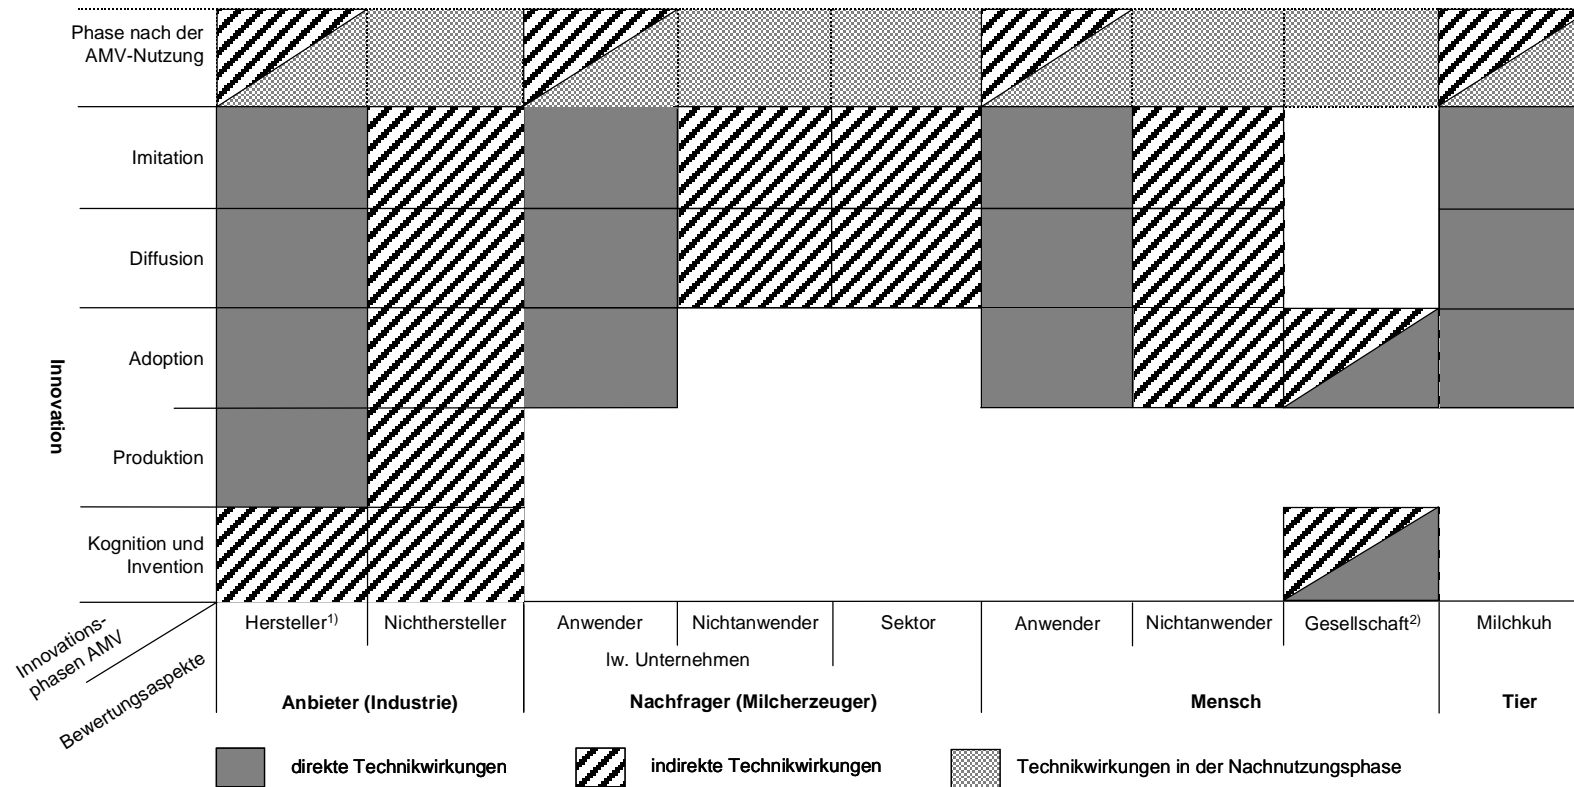 Phase nach der
AMV-Nutzung
Imitation
Diffusion
Adoption
Innovation
Produktion
Kognition und
Invention
Innovations-
phasen AMV
Bewertungsaspekte
Hersteller1)
Nichthersteller
Anwender
Nichtanwender
Sektor
Anwender
Nichtanwender
Gesellschaft2)
Milchkuh
lw. Unternehmen
Anbieter (Industrie)
Nachfrager (Milcherzeuger)
Mensch
Tier
direkte Technikwirkungen
indirekte Technikwirkungen
Technikwirkungen in der Nachnutzungsphase